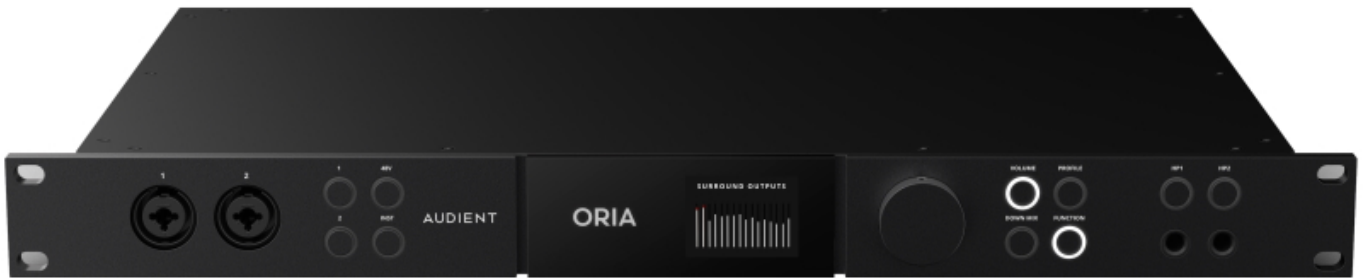 1
2
1
48V
2
INST
AUDIENT
ORIA
SURROUND OUTPUTS
VOLUME
PROFILE
DOWN MIX
FUNCTION
HP1
HP2